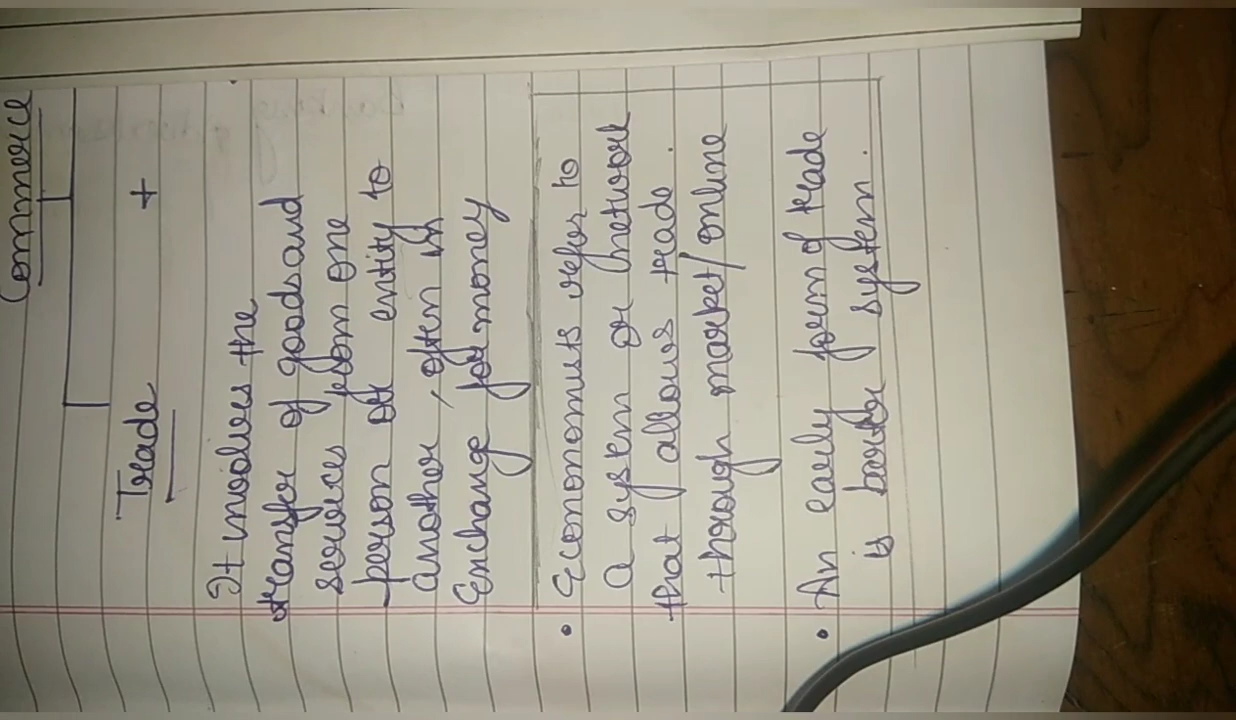 Commerce
Trade +
It involves the
transfer of goods and
services from one
person or entity to
another, often in
Exchange for money
• Economists refer to
a system or network
that allows trade.
through market/online
• An early form of trade
is barter system.